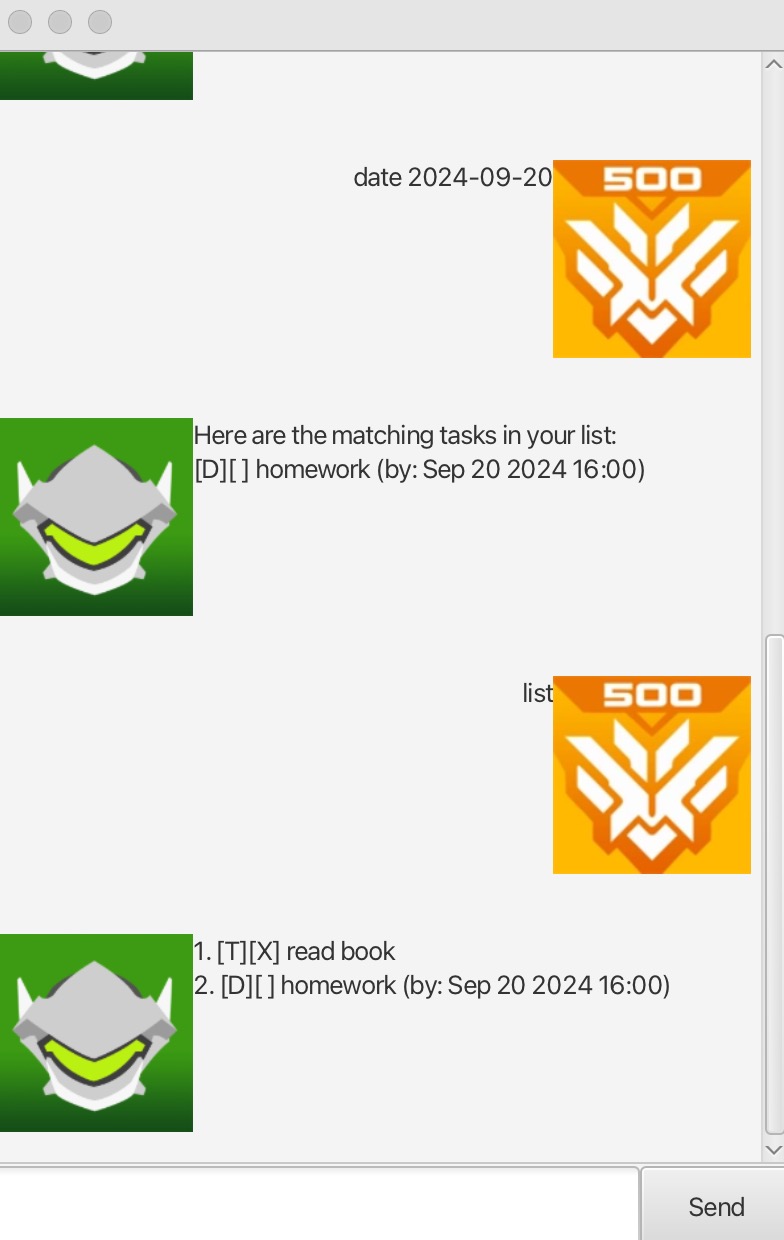 date 2024-09-20
500
Here are the matching tasks in your list:
[D][ ] homework (by: Sep 20 2024 16:00)
list
500
1. [T][X] read book
2. [D][ ] homework (by: Sep 20 2024 16:00)
Send